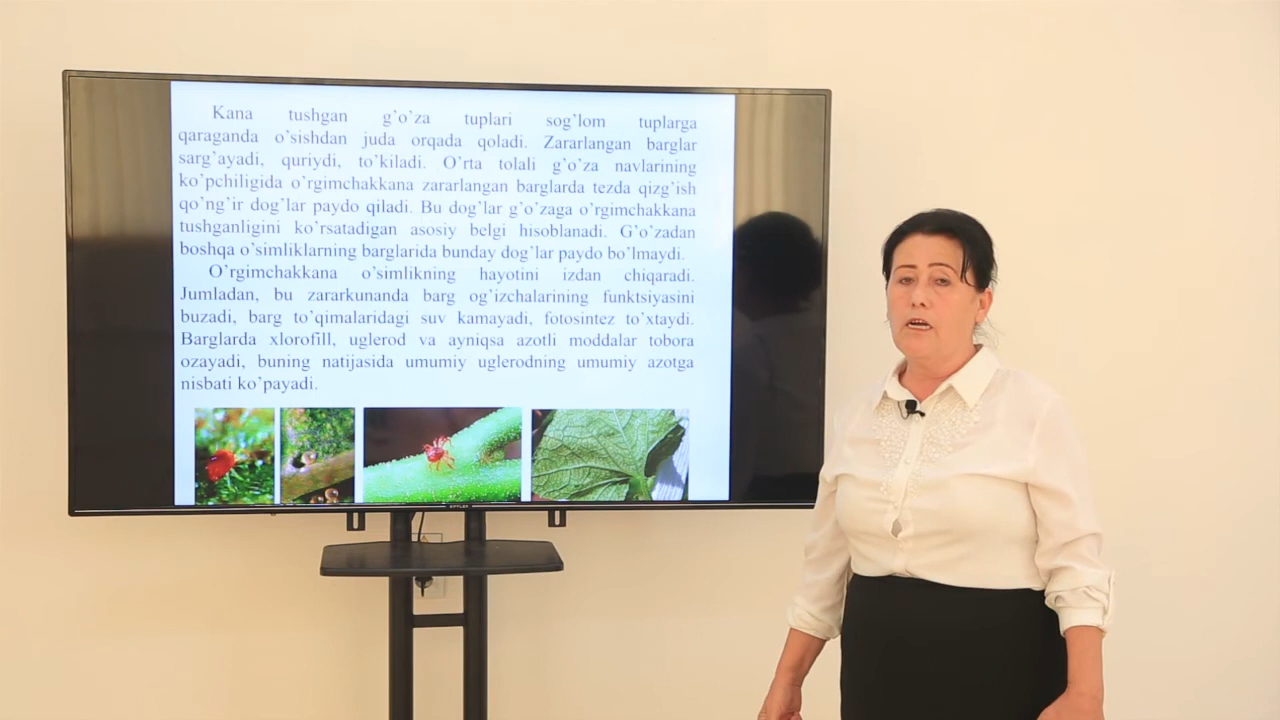 Kana tushgan g’o’za tuplari sog’lom tuplarga
qaraganda o’sishdan juda orqada qoladi. Zararlangan barglar
sarg’ayadi, quriydi, to’kiladi. O’rta tolali g’o’za navlarining
ko’pchiligida o’rgimchakkana zararlangan barglarda tezda qizg’ish
qo’ng’ir dog’lar paydo qiladi. Bu dog’lar g’o’zaga o’rgimchakkana
tushganligini ko’rsatadigan asosiy belgi hisoblanadi. G’o’zadan
boshqa o’simliklarning barglarida bunday dog’lar paydo bo’lmaydi.
O’rgimchakkana o’simlikning hayotini izdan chiqaradi.
Jumladan, bu zararkunanda barg og’izchalarining funktsiyasini
buzadi, barg to’qimalaridagi suv kamayadi, fotosintez to’xtaydi.
Barglarda xlorofill, uglerod va ayniqsa azotli moddalar tobora
ozayadi, buning natijasida umumiy uglerodning umumiy azotga
nisbati ko’payadi.